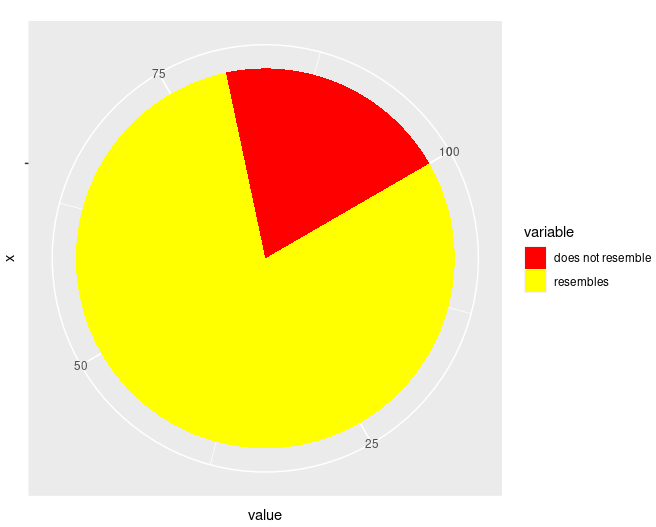 75
100
50
25
x
value
variable
does not resemble
resembles